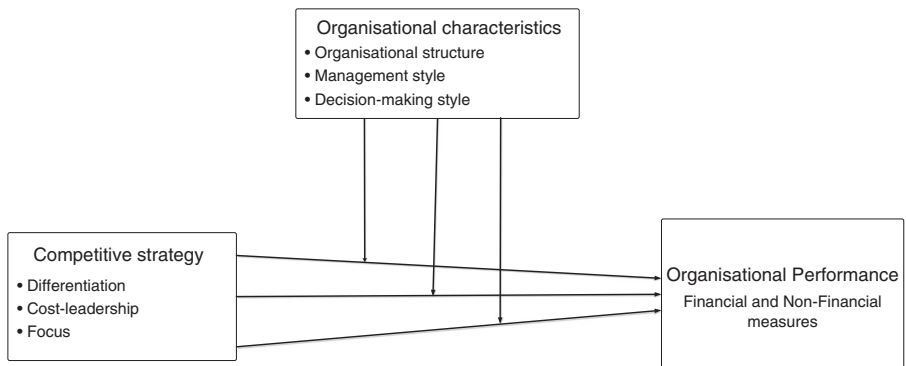 Organisational characteristics
• Organisational structure
• Management style
• Decision-making style
Competitive strategy
• Differentiation
• Cost-leadership
• Focus
Organisational Performance
Financial and Non-Financial
measures